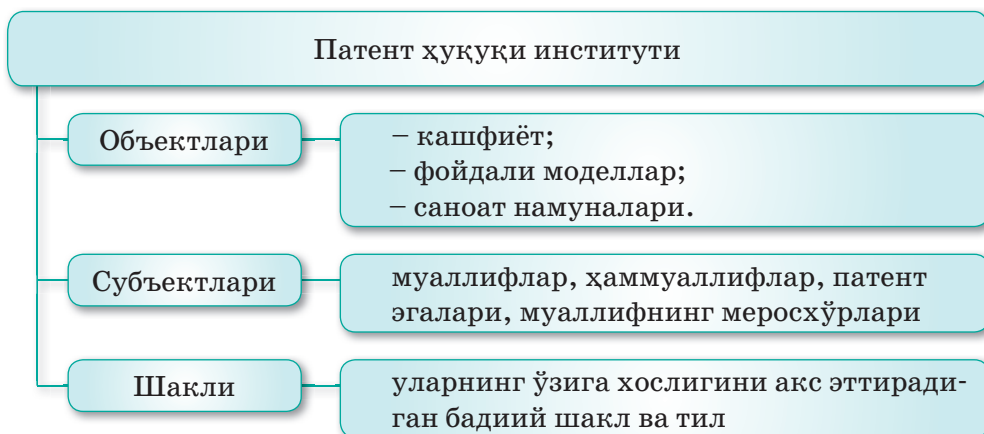 Патент ҳуқуқи институти
Объектлари
– кашфиёт;
– фойдали моделлар;
– саноат намуналари.
Субъектлари
муаллифлар, ҳаммуаллифлар, патент
эгалари, муаллифнинг меросхўрлари
Шакли
уларнинг ўзига хослигини акс эттиради-
ган бадиий шакл ва тил